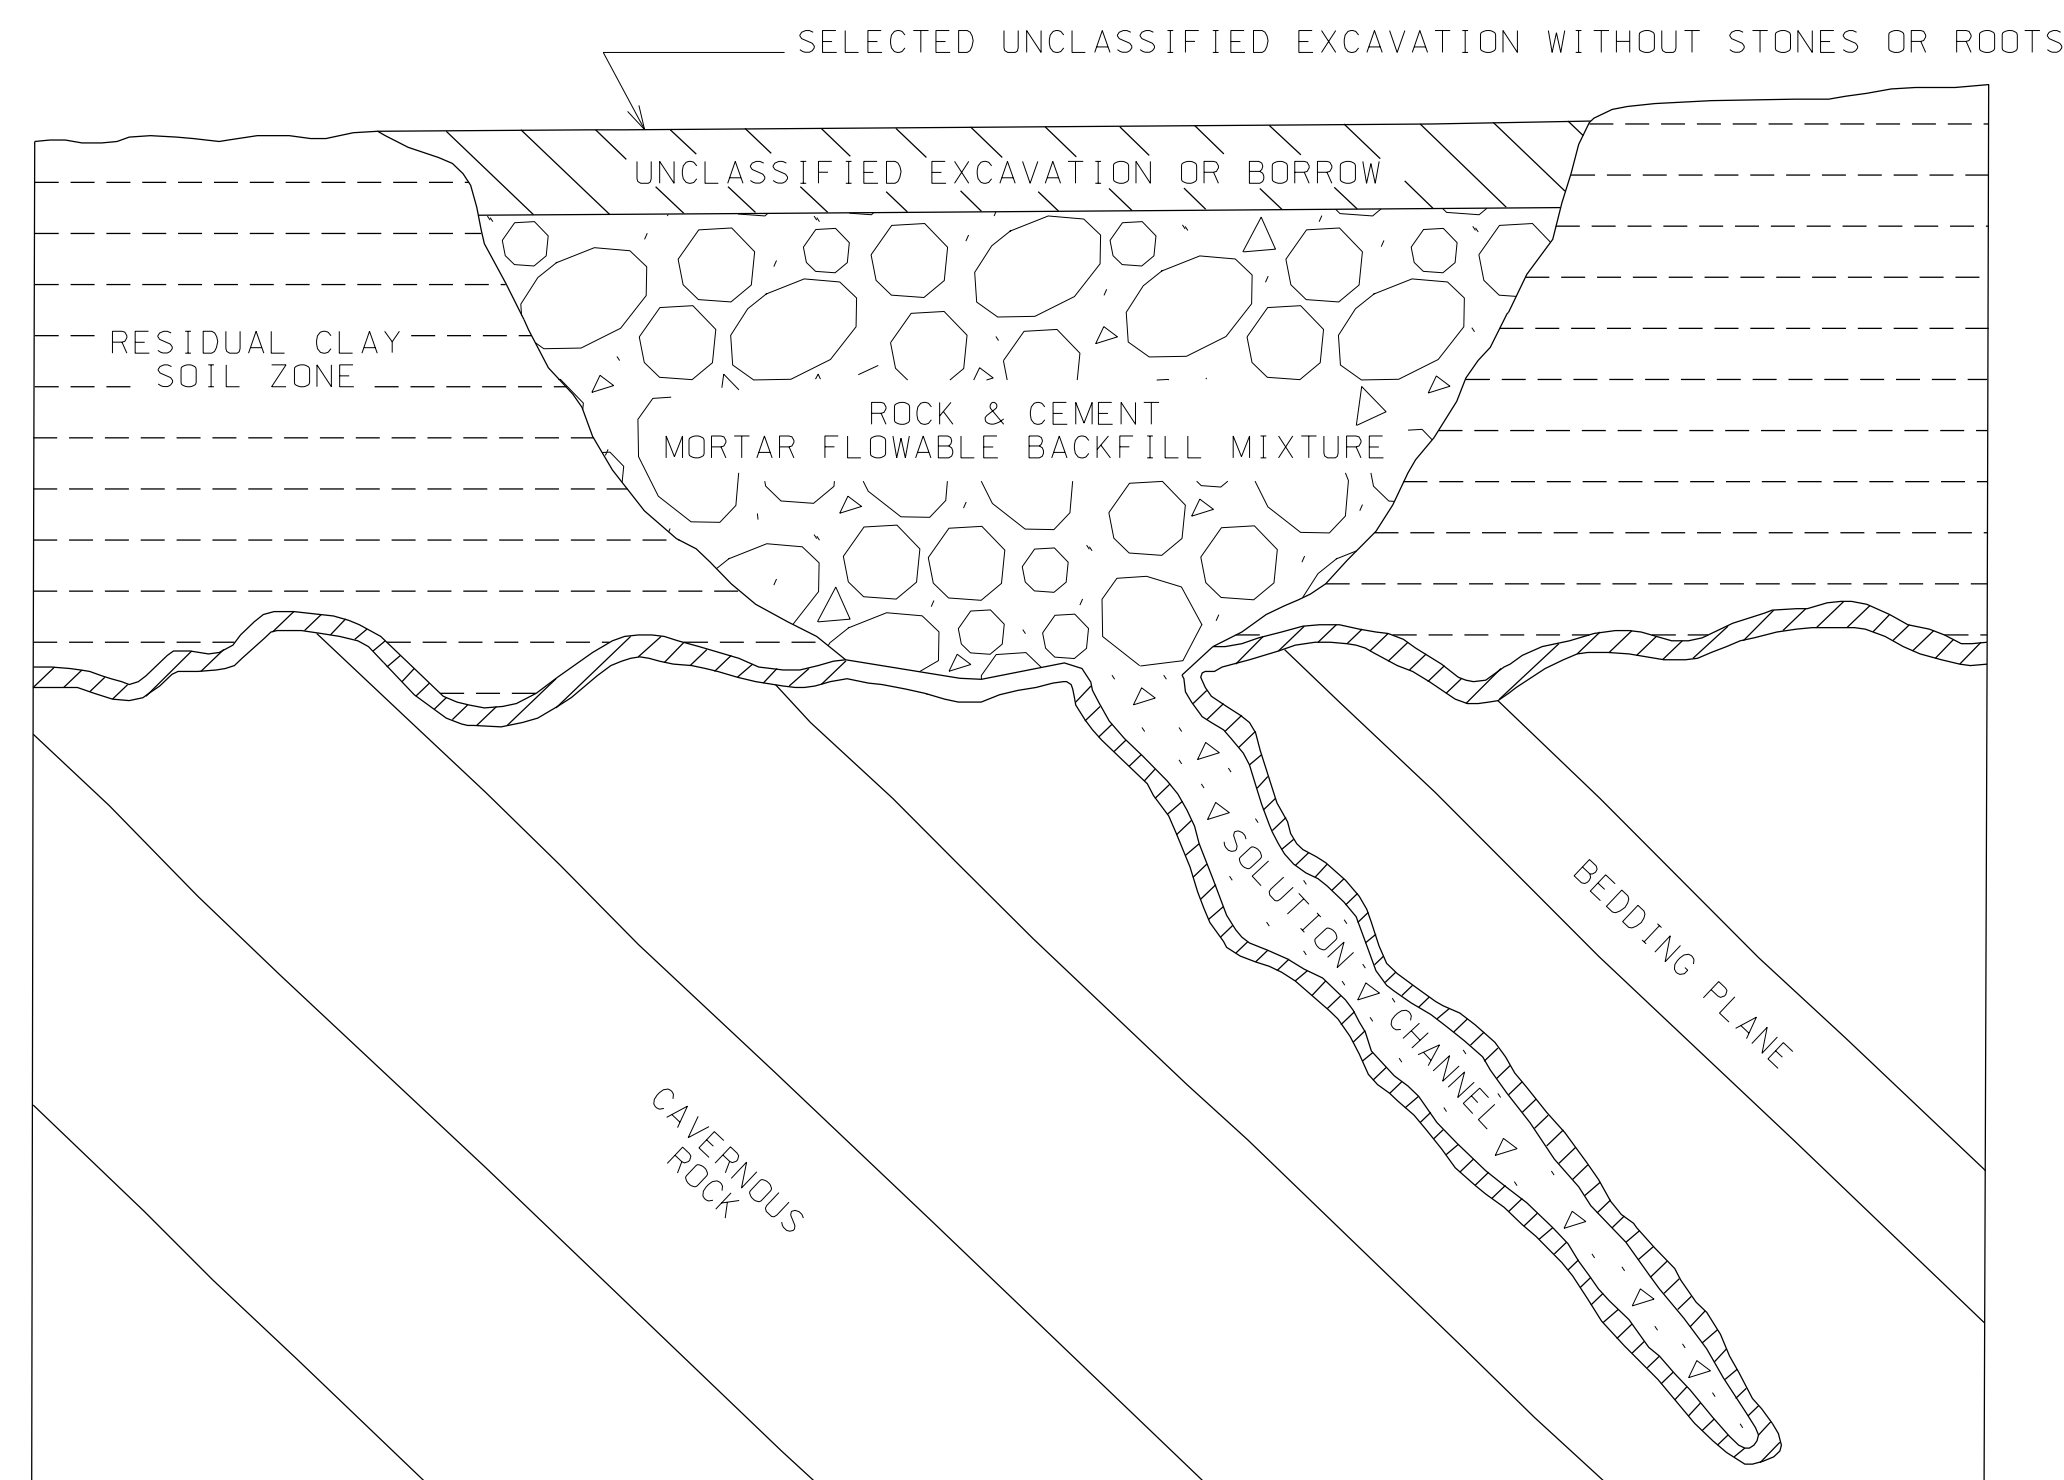 SELECTED UNCLASSIFIED EXCAVATION WITHOUT STONES OR ROOTS
UNCLASSIFIED EXCAVATION OR BORROW
RESIDUAL CLAY
SOIL ZONE
ROCK & CEMENT
MORTAR FLOWABLE BACKFILL MIXTURE
SOLUTION CHANNEL
BEDDING PLANE
CAVERNOUS
ROCK